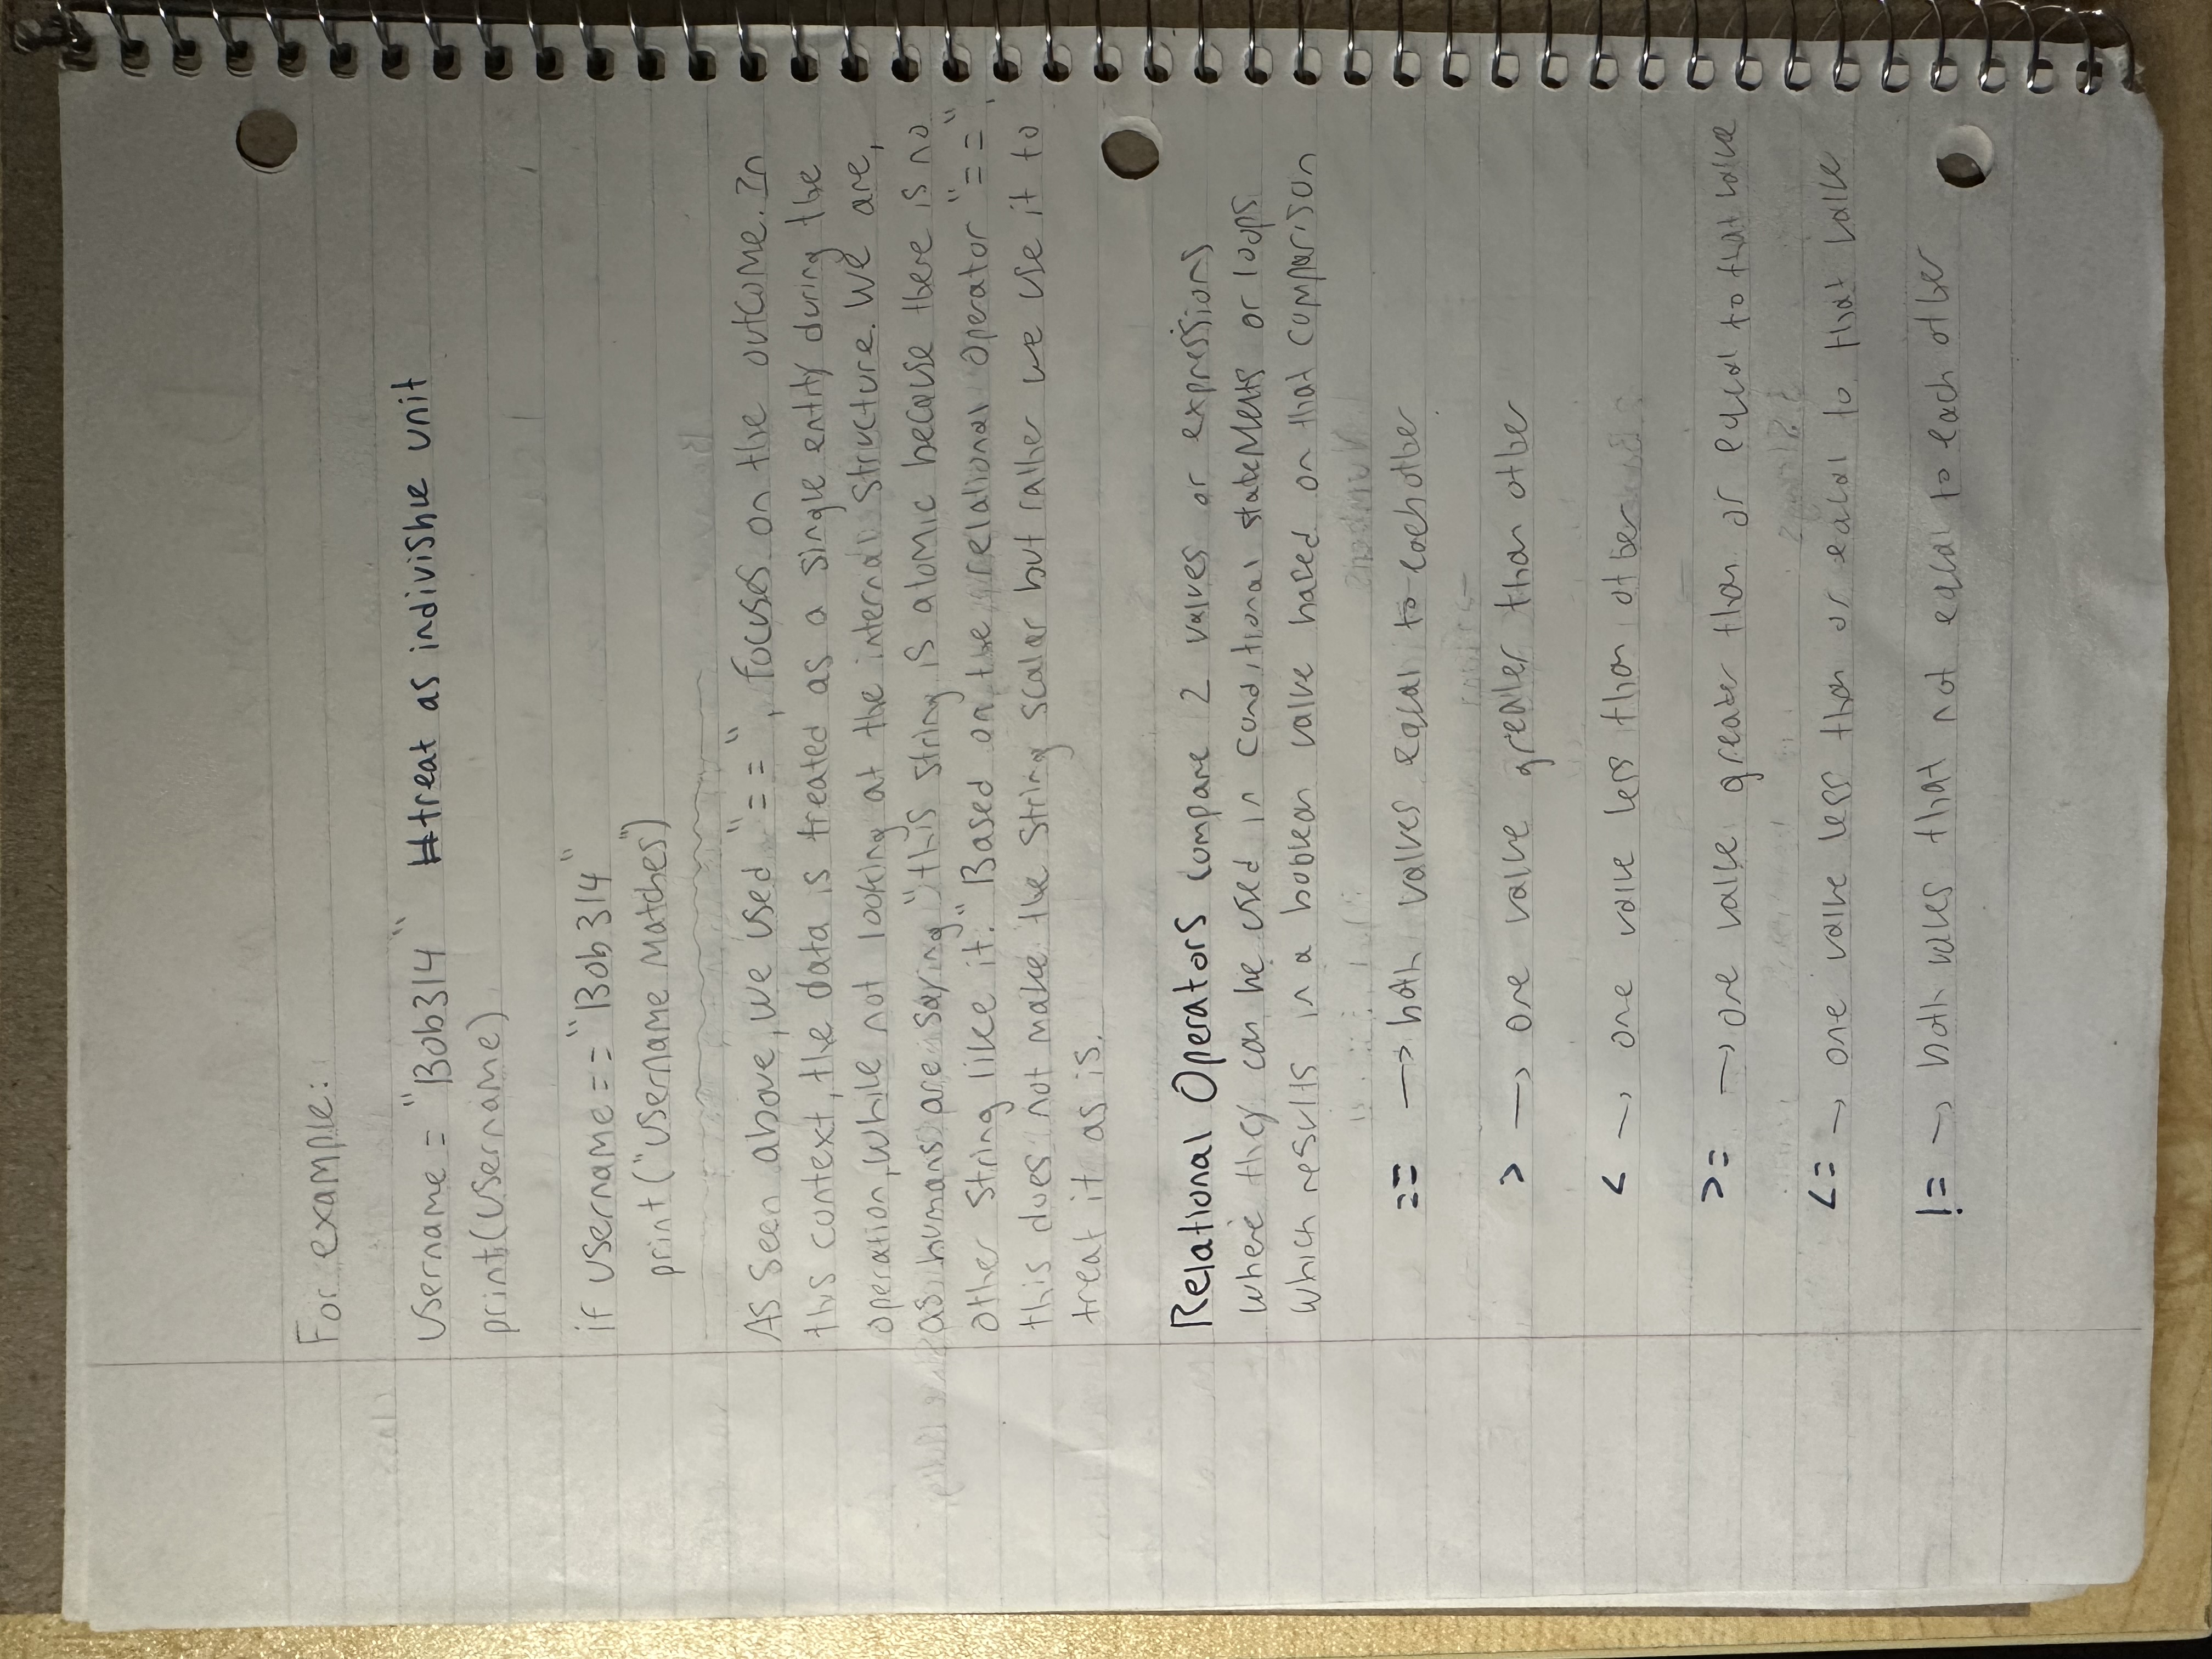 For example:
Username = "Bob314" #treat as indivisble unit
print(Username)
if Username == "Bob314"
print("Username Matches")
As seen above, we used "==", focuses on the outcome. In
this context, the data is treated as a single entity during the
operation, while not looking at the internal structure. We are,
as humans are saying "this string is atomic because there is no
other string like it." Based on the relational operator "==",
this does not make the string scalar but rather we use it to
treat it as is.
Relational Operators compare 2 values or expressions
where they can be used in conditional statements or loops
which results in a boolean value based on that comparison
== → both values equal to each other
> → one value greater than other
< → one value less than other
>= → one value greater than or equal to that value
<= → one value less than or equal to that value
!= → both values that not equal to each other